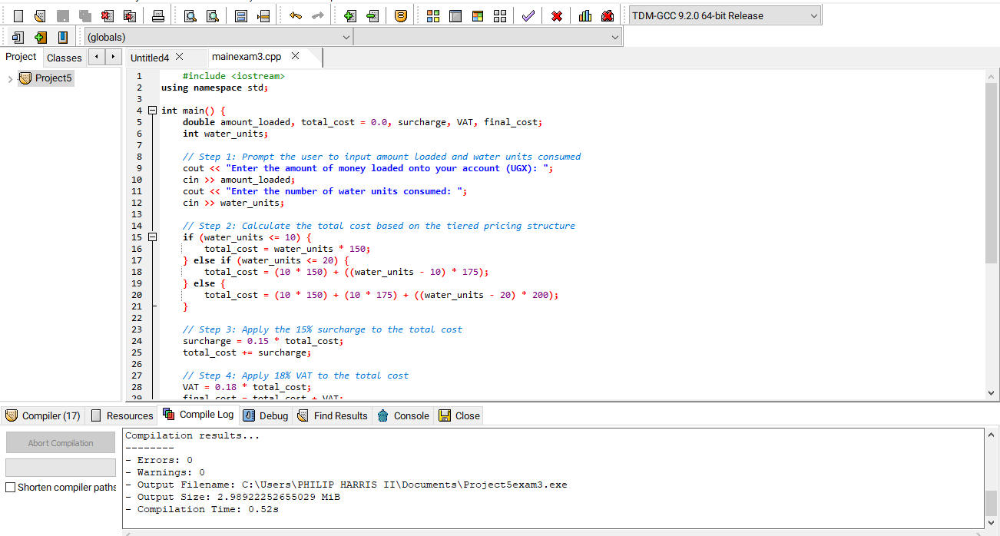 TDM-GCC 9.2.0 64-bit Release
(globals)
Project Classes Untitled4 mainexam3.cpp
Project5
1 #include <iostream>
2 using namespace std;
3
4 int main() {
5 double amount_loaded, total_cost = 0.0, surcharge, VAT, final_cost;
6 int water_units;
7
8 // Step 1: Prompt the user to input amount loaded and water units consumed
9 cout << "Enter the amount of money loaded onto your account (UGX): ";
10 cin >> amount_loaded;
11 cout << "Enter the number of water units consumed: ";
12 cin >> water_units;
13
14 // Step 2: Calculate the total cost based on the tiered pricing structure
15 if (water_units <= 10) {
16 total_cost = water_units * 150;
17 } else if (water_units <= 20) {
18 total_cost = (10 * 150) + ((water_units - 10) * 175);
19 } else {
20 total_cost = (10 * 150) + (10 * 175) + ((water_units - 20) * 200);
21 }
22
23 // Step 3: Apply the 15% surcharge to the total cost
24 surcharge = 0.15 * total_cost;
25 total_cost += surcharge;
26
27 // Step 4: Apply 18% VAT to the total cost
28 VAT = 0.18 * total_cost;
29 final_cost = total_cost + VAT;
Compiler (17) Resources Compile Log Debug Find Results Console Close
Abort Compilation
Shorten compiler paths
Compilation results...
--------
- Errors: 0
- Warnings: 0
- Output Filename: C:\Users\PHILIP HARRIS II\Documents\Project5exam3.exe
- Output Size: 2.98922252655029 MiB
- Compilation Time: 0.52s